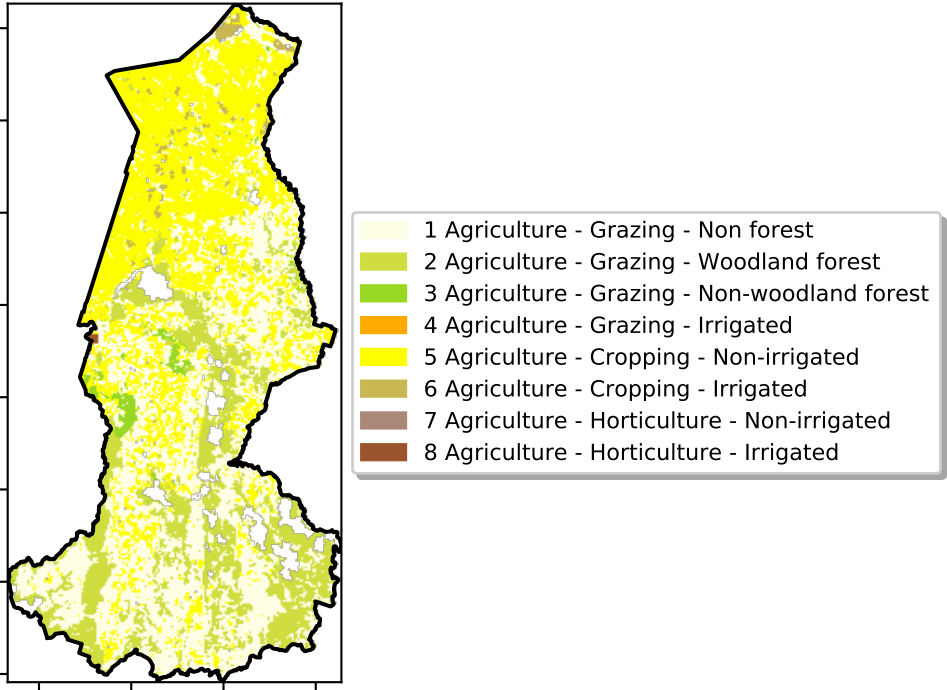 1 Agriculture - Grazing - Non forest
2 Agriculture - Grazing - Woodland forest
3 Agriculture - Grazing - Non-woodland forest
4 Agriculture - Grazing - Irrigated
5 Agriculture - Cropping - Non-irrigated
6 Agriculture - Cropping - Irrigated
7 Agriculture - Horticulture - Non-irrigated
8 Agriculture - Horticulture - Irrigated